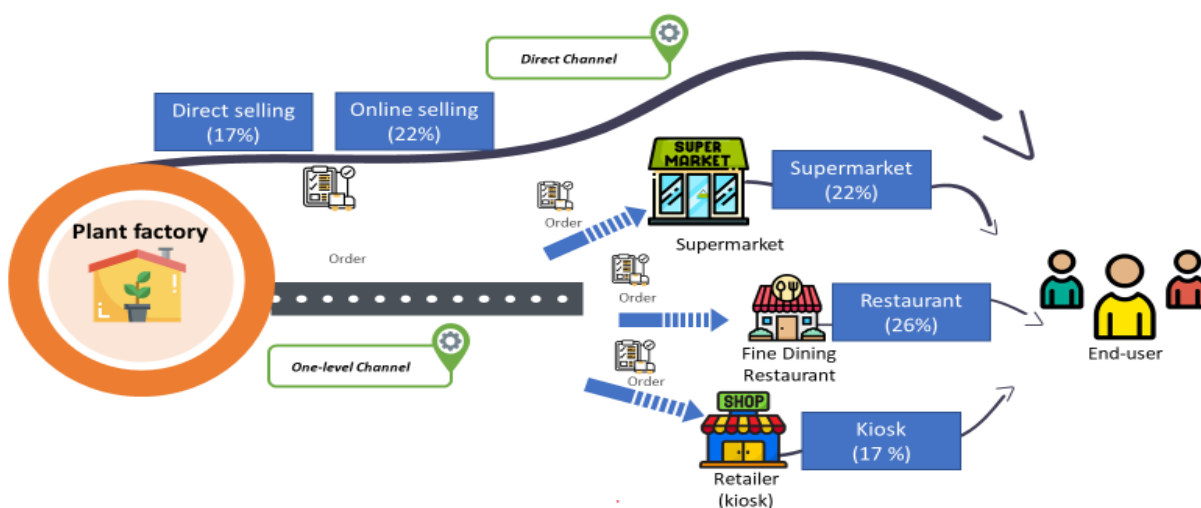 Direct Channel
Direct selling
(17%)
Online selling
(22%)
SUPER
MARKET
Supermarket
(22%)
Order
Supermarket
Plant factory
Order
Order
Restaurant
(26%)
Fine Dining
Restaurant
End-user
One-level Channel
Order
SHOP
Kiosk
(17 %)
Retailer
(kiosk)